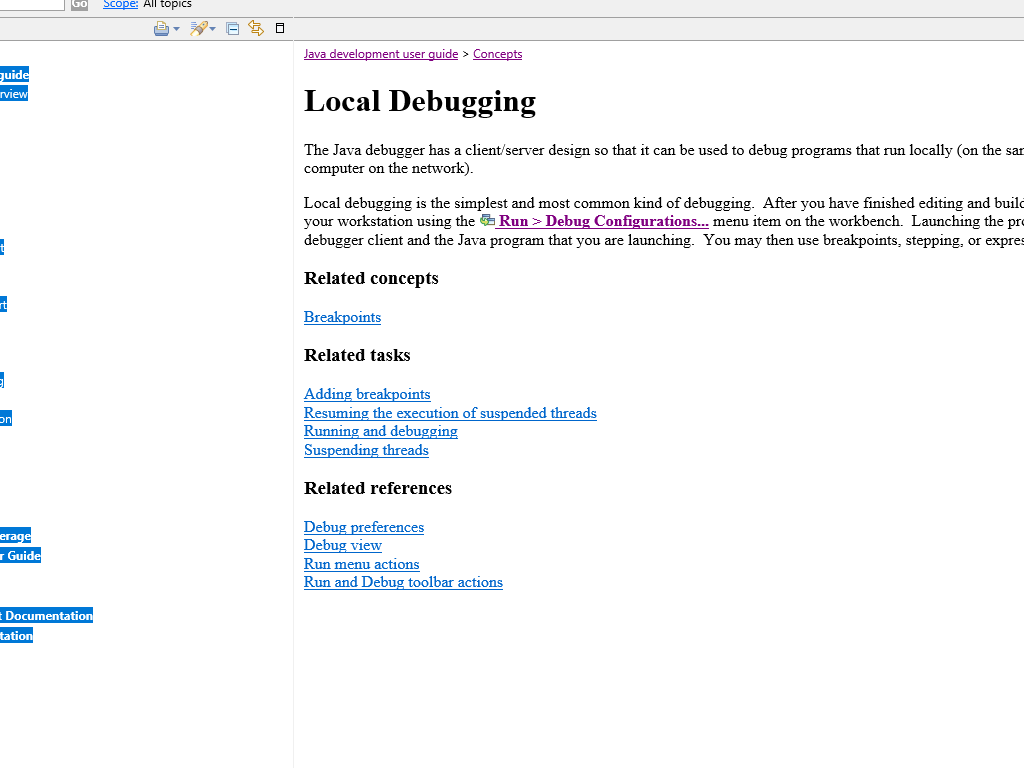 Go Scope: All topics
guide
rview
t
rt
g
on
erage
r Guide
t Documentation
tation
Java development user guide > Concepts
Local Debugging
The Java debugger has a client/server design so that it can be used to debug programs that run locally (on the sam
computer on the network).
Local debugging is the simplest and most common kind of debugging. After you have finished editing and build
your workstation using the Run > Debug Configurations... menu item on the workbench. Launching the pro
debugger client and the Java program that you are launching. You may then use breakpoints, stepping, or expres
Related concepts
Breakpoints
Related tasks
Adding breakpoints
Resuming the execution of suspended threads
Running and debugging
Suspending threads
Related references
Debug preferences
Debug view
Run menu actions
Run and Debug toolbar actions